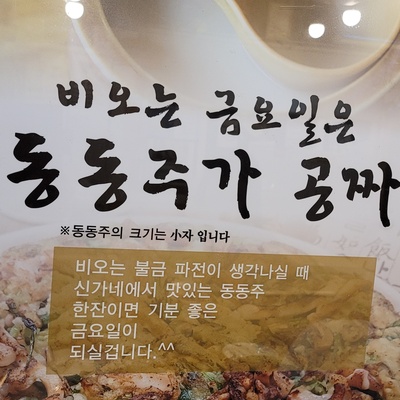 비오는 금요일은
동동주가 공짜
※동동주의 크기는 小자 입니다
비오는 불금 파전이 생각나실 때
신가네에서 맛있는 동동주
한잔이면 기분 좋은
금요일이
되실겁니다.^^